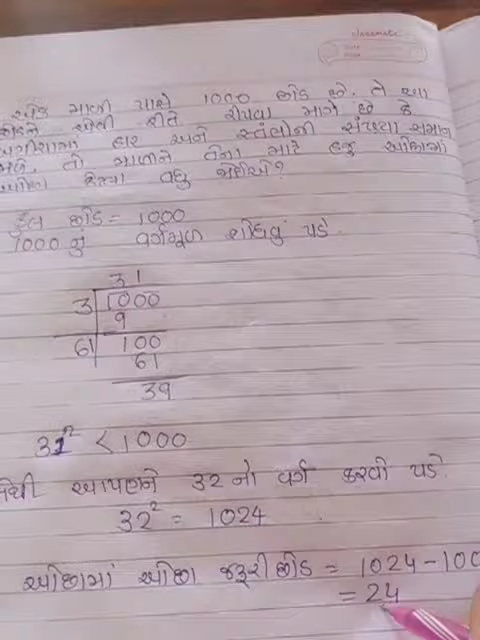 classmate
એક માળી પાસે 1000 છોડ છે. તે આ
છોડને એવી રીતે રોપવા માગે છે કે
હાર અને સ્તંભોની સંખ્યા સમાન
તો માળીને તેના માટે હજુ ઓછામાં
ઓછા કેટલા વધુ જોઈએ?
કુલ છોડ = 1000
1000 નું વર્ગમૂળ શોધવું પડે.
31
3 1000
9
61 100
61
39
31² < 1000
તેથી આપણને 32 નો વર્ગ કરવો પડે.
32² = 1024
ઓછામાં ઓછા જરૂરી છોડ = 1024 - 100
= 24